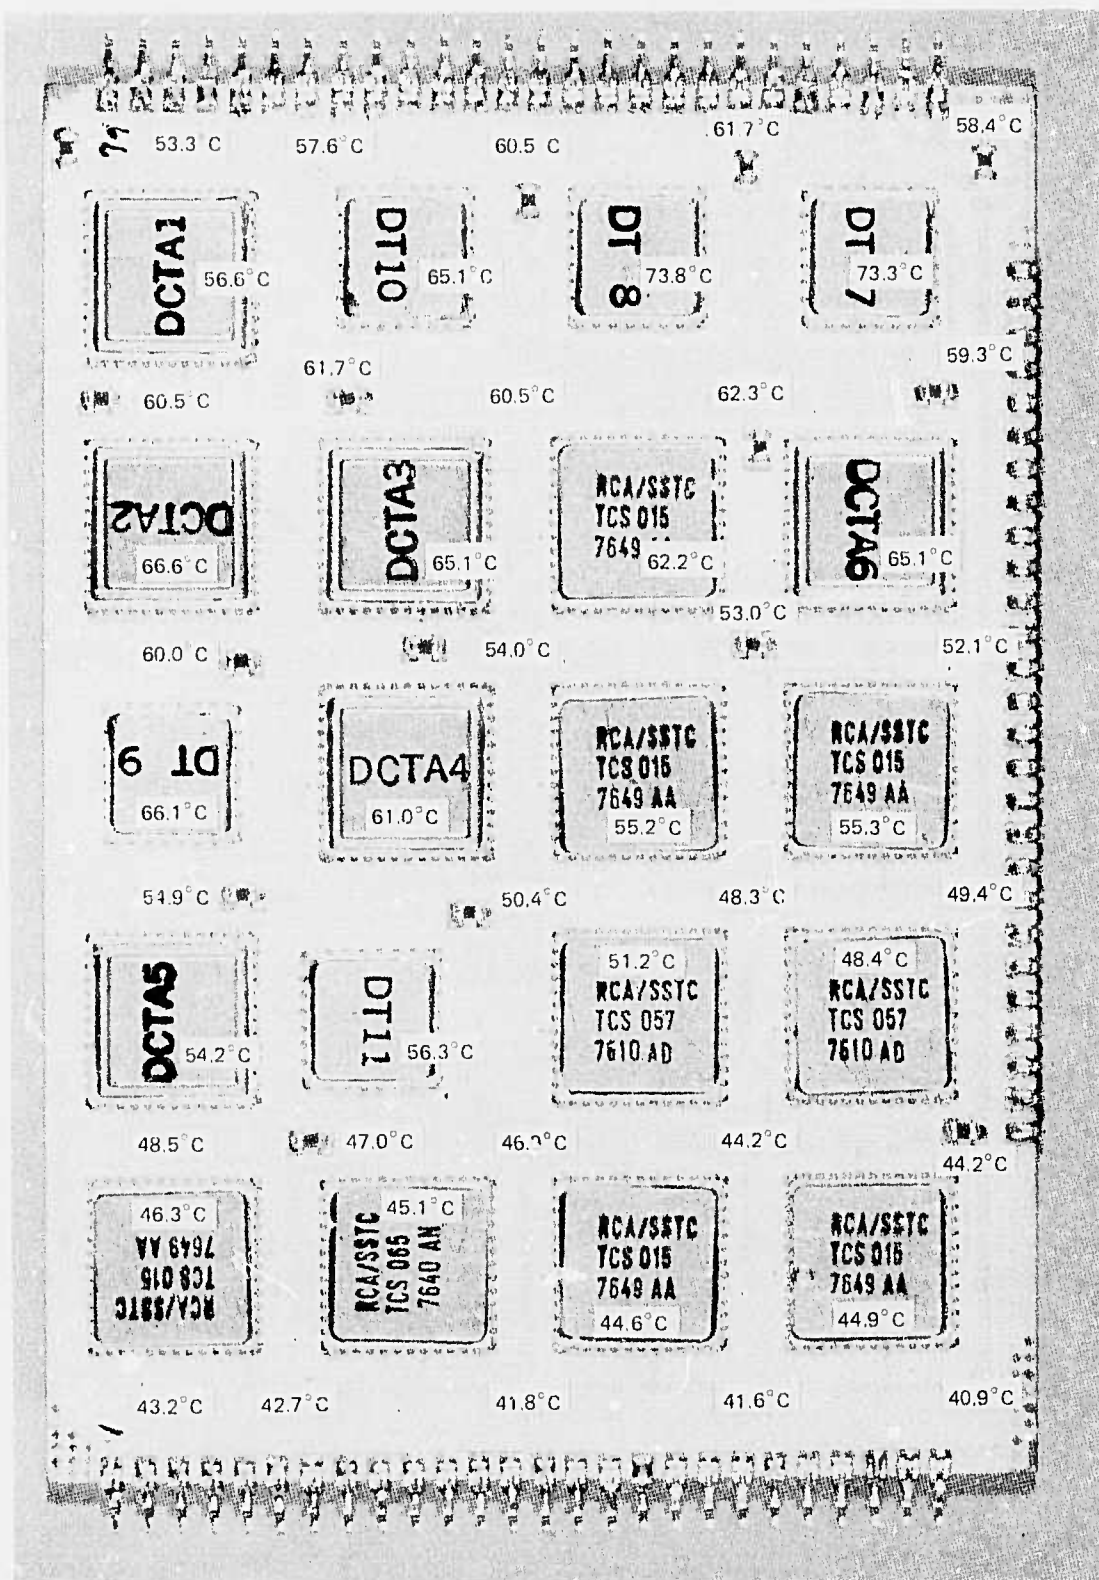 79
53.3 C
57.6°C
60.5 C
61.7°C
58.4°C
DCTA1
56.6°C
DT10
65.1°C
DT 8
73.8°C
DT 7
73.3°C
61.7°C
59.3°C
60.5°C
60.5°C
62.3°C
DCTA2
66.6°C
DCTA3
65.1°C
RCA/SSTC
TCS 015
7649
62.2°C
DCTA6
65.1°C
53.0°C
60.0°C
54.0°C
52.1°C
DT 9
66.1°C
DCTA4
61.0°C
RCA/SSTC
TCS 015
7649 AA
55.2°C
RCA/SSTC
TCS 015
7649 AA
55.3°C
54.9°C
50.4°C
48.3°C
49.4°C
DCTA5
54.2°C
DT11
56.3°C
51.2°C
RCA/SSTC
TCS 057
7610 AD
48.4°C
RCA/SSTC
TCS 057
7610 AD
48.5°C
47.0°C
44.2°C
44.2°C
46.3°C
RCA/SSTC
TCS 015
7649 AA
45.1°C
RCA/SSTC
TCS 065
7640 AN
RCA/SSTC
TCS 015
7649 AA
44.6°C
RCA/SSTC
TCS 015
7649 AA
44.9°C
43.2°C
42.7°C
41.8°C
41.6°C
40.9°C
1